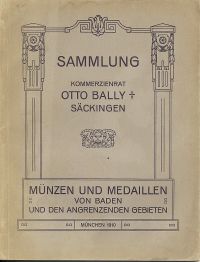 SAMMLUNG
KOMMERZIENRAT
OTTO BALLY †
SÄCKINGEN
MÜNZEN UND MEDAILLEN
VON BADEN
UND DEN ANGRENZENDEN GEBIETEN
MÜNCHEN 1910